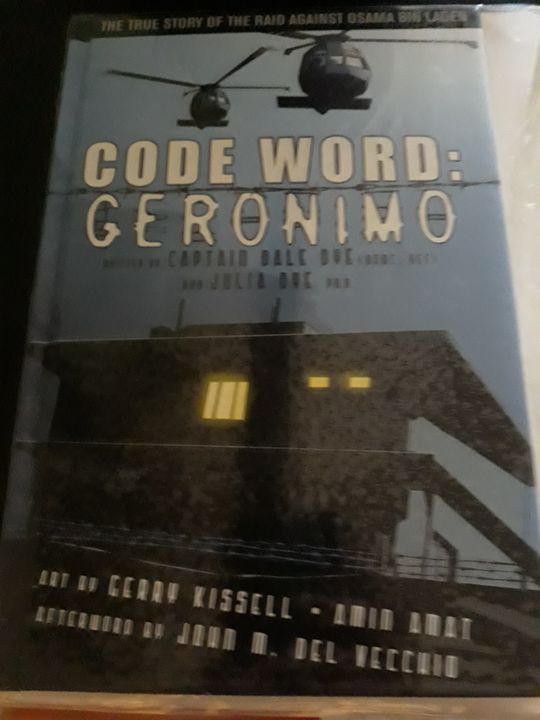 THE TRUE STORY OF THE RAID AGAINST OSAMA BIN LADEN
CODE WORD:
GERONIMO
WRITTEN BY CAPTAIN DALE DYE (USMC, RET)
AND JULIA DYE PH.D
ART BY GERRY KISSELL • AMIN AMAT
AFTERWORD BY JOHN M. DEL VECCHIO